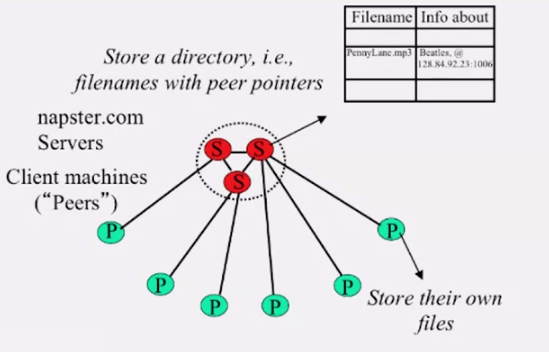 Filename Info about
PennyLane.mp3 Beatles, @
128.84.92.23:1006
Store a directory, i.e.,
filenames with peer pointers
napster.com
Servers
Client machines
("Peers")
S S
S
P P
P P
P P
Store their own
files